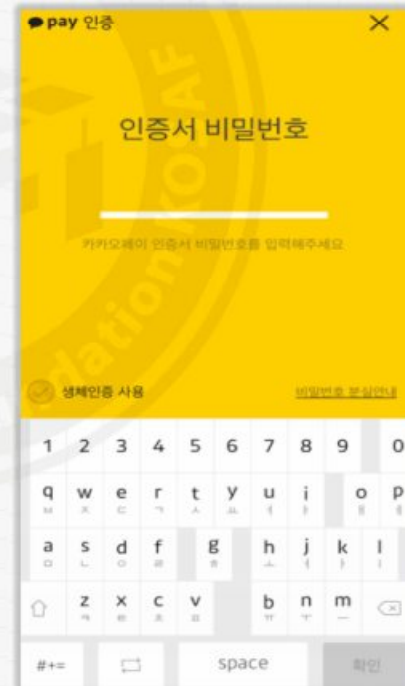 pay 인증
인증서 비밀번호
카카오페이 인증서 비밀번호를 입력해주세요
생체인증 사용
비밀번호 분실안내
1 2 3 4 5 6 7 8 9 0
q w e r t y u i o p
ㅂ ㅈ ㄷ ㄱ ㅅ ㅛ ㅕ ㅑ ㅐ ㅔ
a s d f g h j k l
ㅁ ㄴ ㅇ ㄹ ㅎ ㅗ ㅓ ㅏ ㅣ
z x c v b n m
ㅋ ㅌ ㅊ ㅍ ㅠ ㅜ ㅡ
#+= space 확인
ndation KOSAF